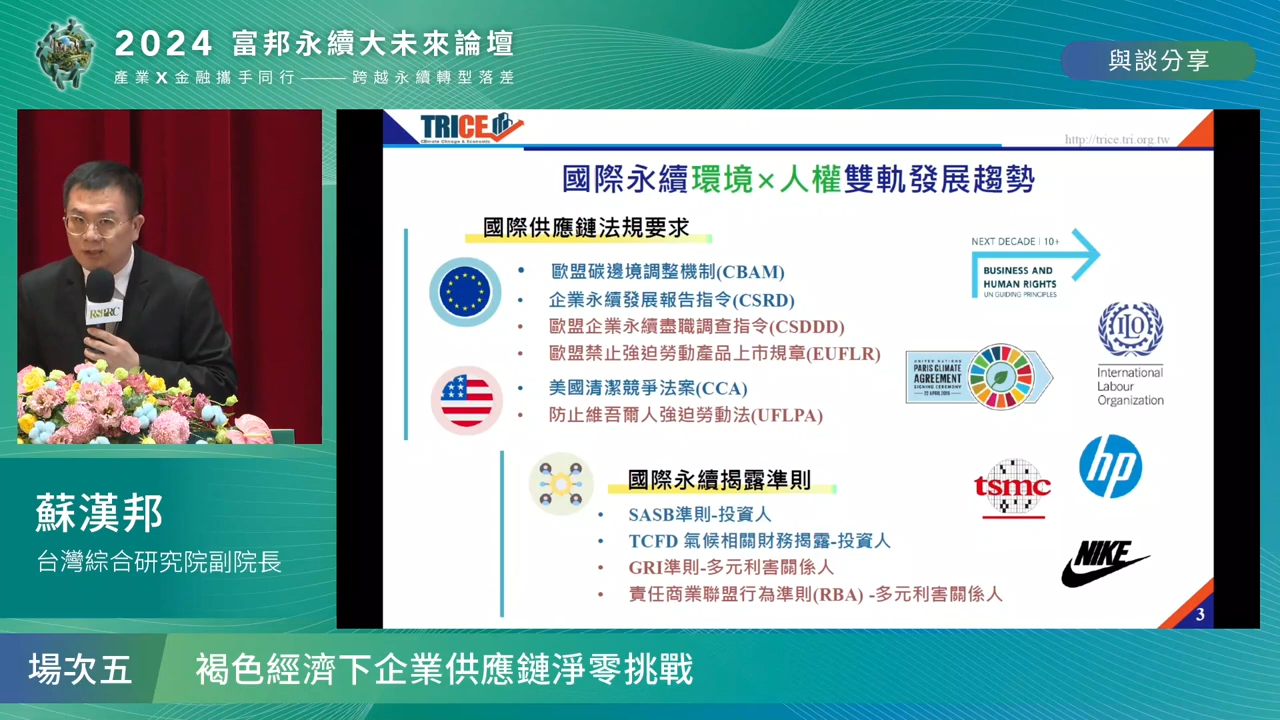 2024 富邦永續大未來論壇
產業X金融攜手同行——跨越永續轉型落差
與談分享
TRICE
Climate Change & Economic
http://trice.tri.org.tw
國際永續環境×人權雙軌發展趨勢
國際供應鏈法規要求
• 歐盟碳邊境調整機制(CBAM)
• 企業永續發展報告指令(CSRD)
• 歐盟企業永續盡職調查指令(CSDDD)
• 歐盟禁止強迫勞動產品上市規章(EUFLR)
• 美國清潔競爭法案(CCA)
• 防止維吾爾人強迫勞動法(UFLPA)
NEXT DECADE | 10+
BUSINESS AND
HUMAN RIGHTS
UN GUIDING PRINCIPLES
ILO
International
Labour
Organization
UNITED NATIONS
PARIS CLIMATE
AGREEMENT
SIGNING CEREMONY
22 APRIL 2016
國際永續揭露準則
• SASB準則-投資人
• TCFD 氣候相關財務揭露-投資人
• GRI準則-多元利害關係人
• 責任商業聯盟行為準則(RBA) -多元利害關係人
hp
tsmc
NIKE
3
蘇漢邦
台灣綜合研究院副院長
場次五
褐色經濟下企業供應鏈淨零挑戰